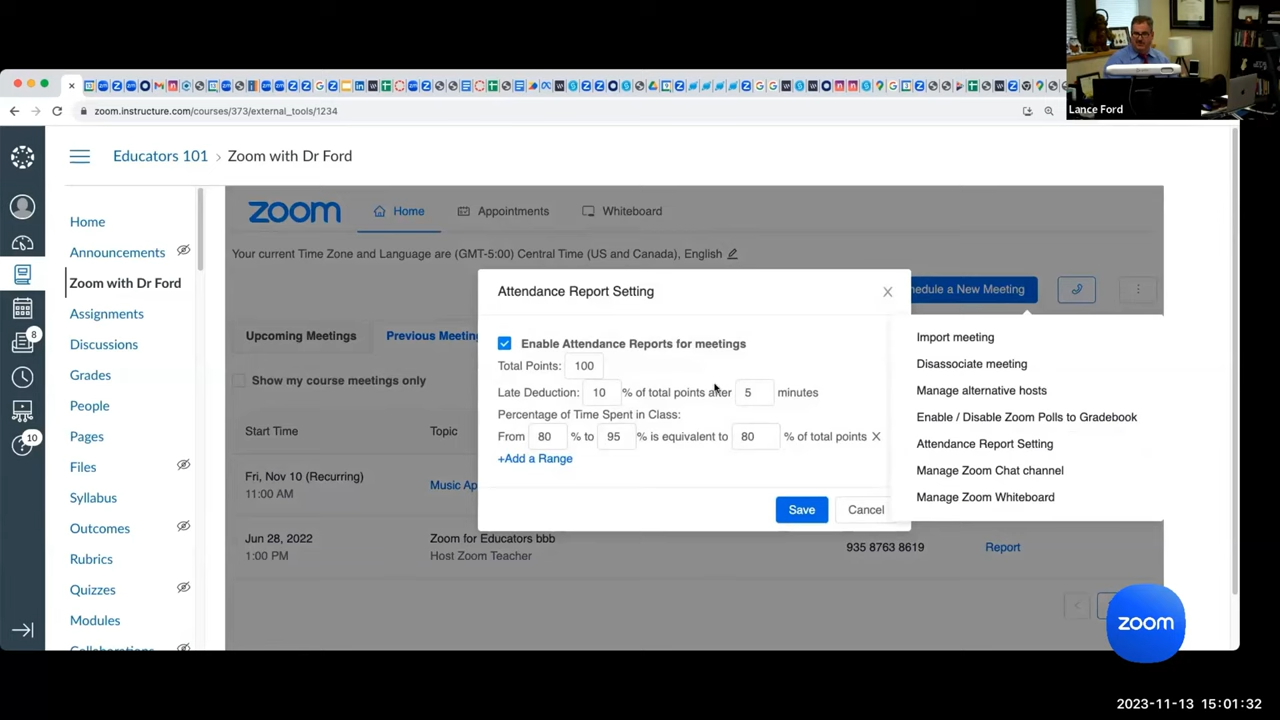 Lance Ford
zoom.instructure.com/courses/373/external_tools/1234
Educators 101 > Zoom with Dr Ford
Home
Announcements
Zoom with Dr Ford
Assignments
Discussions
Grades
People
Pages
Files
Syllabus
Outcomes
Rubrics
Quizzes
Modules
8
10
zoom Home Appointments Whiteboard
Your current Time Zone and Language are (GMT-5:00) Central Time (US and Canada), English
hedule a New Meeting
Upcoming Meetings Previous Meetin
Show my course meetings only
Start Time Topic
Fri, Nov 10 (Recurring)
11:00 AM
Music Ap
Jun 28, 2022
1:00 PM
Zoom for Educators bbb
Host Zoom Teacher
935 8763 8619
Report
Attendance Report Setting
Enable Attendance Reports for meetings
Total Points: 100
Late Deduction: 10 % of total points after 5 minutes
Percentage of Time Spent in Class:
From 80 % to 95 % is equivalent to 80 % of total points X
+Add a Range
Save Cancel
Import meeting
Disassociate meeting
Manage alternative hosts
Enable / Disable Zoom Polls to Gradebook
Attendance Report Setting
Manage Zoom Chat channel
Manage Zoom Whiteboard
zoom
2023-11-13 15:01:32